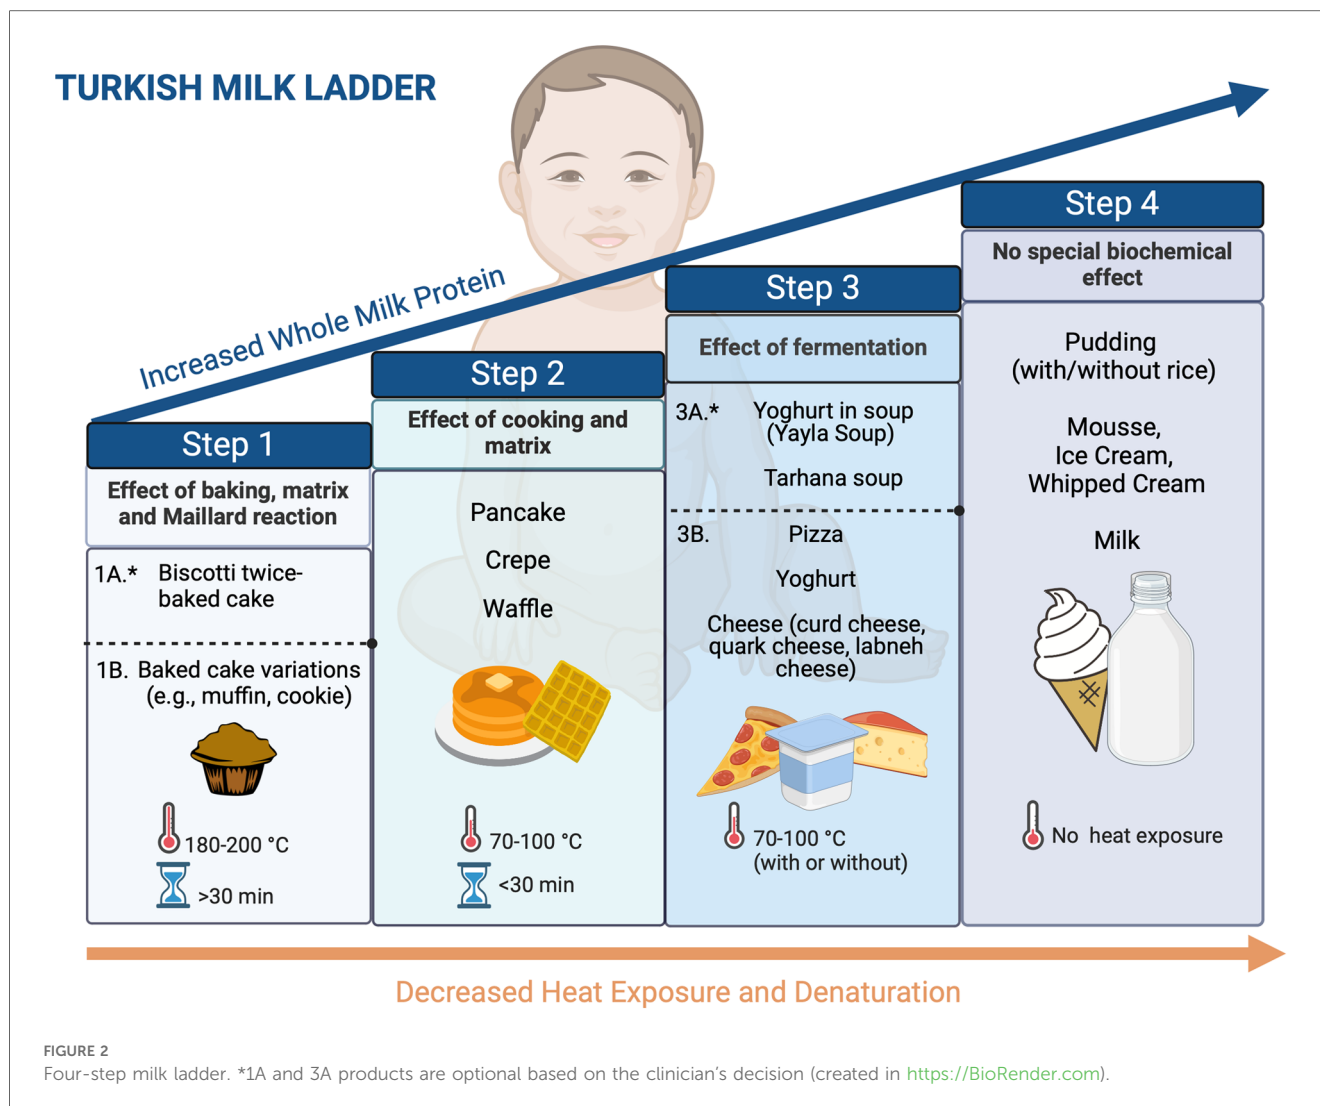 TURKISH MILK LADDER
Increased Whole Milk Protein
Step 1
Effect of baking, matrix
and Maillard reaction
1A.* Biscotti twice-
baked cake
1B. Baked cake variations
(e.g., muffin, cookie)
180-200 °C
>30 min
Step 2
Effect of cooking and
matrix
Pancake
Crepe
Waffle
70-100 °C
<30 min
Step 3
Effect of fermentation
3A.* Yoghurt in soup
(Yayla Soup)
Tarhana soup
3B. Pizza
Yoghurt
Cheese (curd cheese,
quark cheese, labneh
cheese)
70-100 °C
(with or without)
Step 4
No special biochemical
effect
Pudding
(with/without rice)
Mousse,
Ice Cream,
Whipped Cream
Milk
No heat exposure
Decreased Heat Exposure and Denaturation
FIGURE 2
Four-step milk ladder. *1A and 3A products are optional based on the clinician's decision (created in https://BioRender.com).